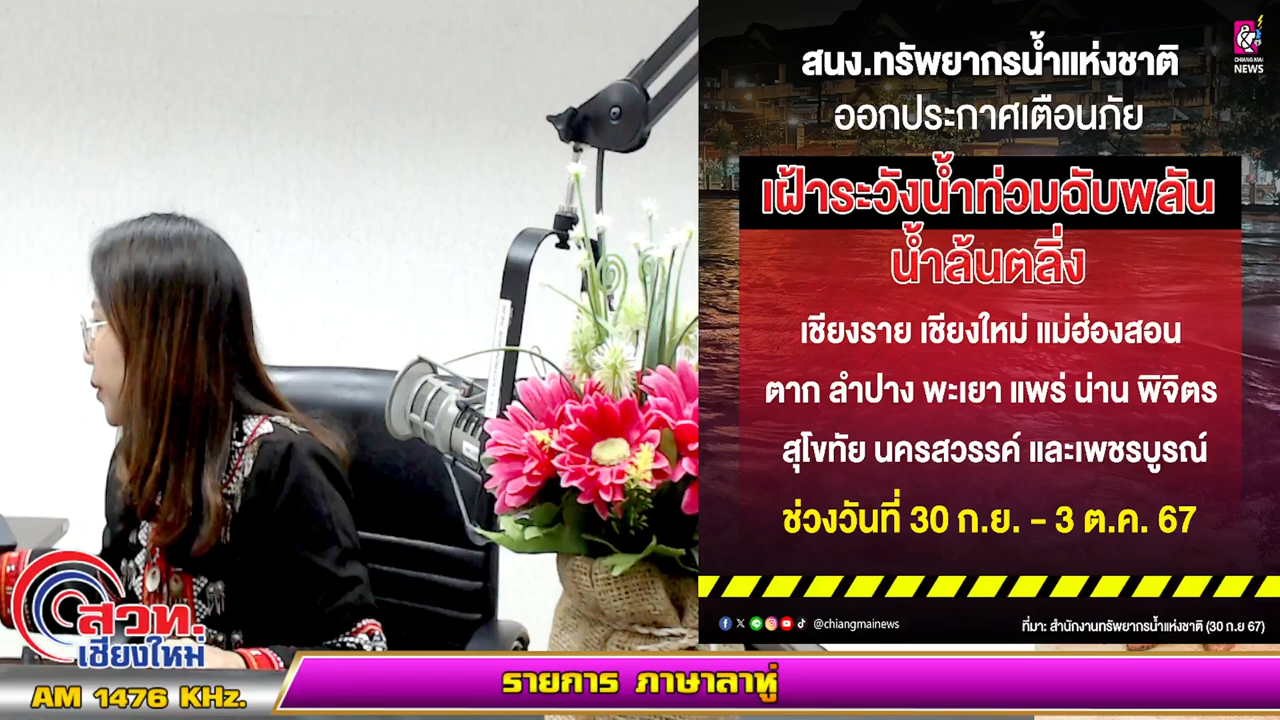 สนง.ทรัพยากรน้ำแห่งชาติ
ออกประกาศเตือนภัย
เฝ้าระวังน้ำท่วมฉับพลัน
น้ำล้นตลิ่ง
เชียงราย เชียงใหม่ แม่ฮ่องสอน
ตาก ลำปาง พะเยา แพร่ น่าน พิจิตร
สุโขทัย นครสวรรค์ และเพชรบูรณ์
ช่วงวันที่ 30 ก.ย. - 3 ต.ค. 67
CHIANG MAI
NEWS
@chiangmainews
ที่มา: สำนักงานทรัพยากรน้ำแห่งชาติ (30 ก.ย 67)
สวท.
เชียงใหม่
AM 1476 KHz.
รายการ ภาษาลาหู่